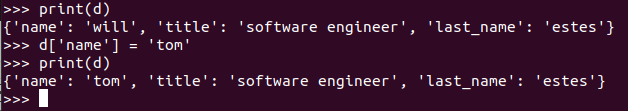 >>> print(d)
{'name': 'will', 'title': 'software engineer', 'last_name': 'estes'}
>>> d['name'] = 'tom'
>>> print(d)
{'name': 'tom', 'title': 'software engineer', 'last_name': 'estes'}
>>>